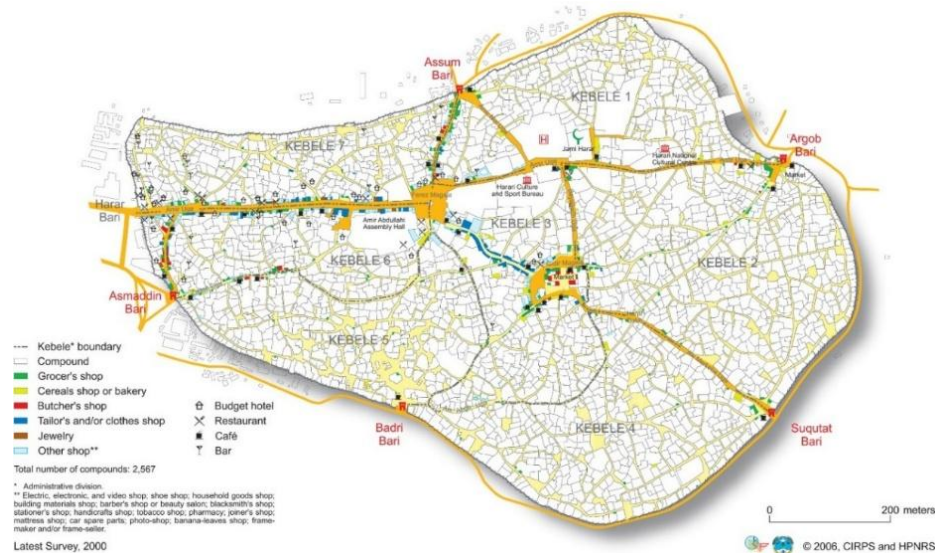 Assum
Bari
KEBELE 1
Argob
Bari
KEBELE 7
H
Jami Harar
Harari National
Cultural Centre
Market
Harar
Bari
Harari Culture
and Sport Bureau
Amir Abdullahi
Assembly Hall
KEBELE 3
KEBELE 6
KEBELE 2
Market
Asmaddin
Bari
KEBELE 5
Badri
Bari
KEBELE 4
Suqutat
Bari
Kebele* boundary
Compound
Grocer's shop
Cereals shop or bakery
Butcher's shop
Tailor's and/or clothes shop
Jewelry
Other shop**
Budget hotel
Restaurant
Café
Bar
Total number of compounds: 2,567
* Administrative division.
** Electric, electronic, and video shop; shoe shop; household goods shop;
building materials shop; barber's shop or beauty salon; blacksmith's shop;
stationer's shop; handicrafts shop; tobacco shop; pharmacy; joiner's shop;
mattress shop; car spare parts; photo-shop; banana-leaves shop; frame-
maker and/or frame-seller.
Latest Survey, 2000
0 200 meters
© 2006, CIRPS and HPNRS